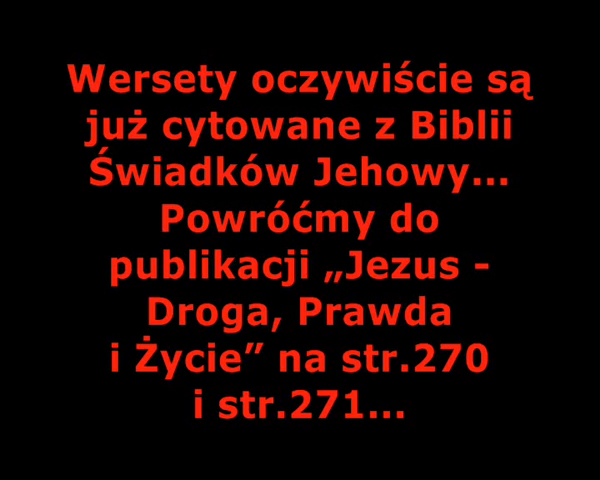 Wersety oczywiście są
już cytowane z Biblii
Świadków Jehowy...
Powróćmy do
publikacji „Jezus -
Droga, Prawda
i Życie” na str.270
i str.271...